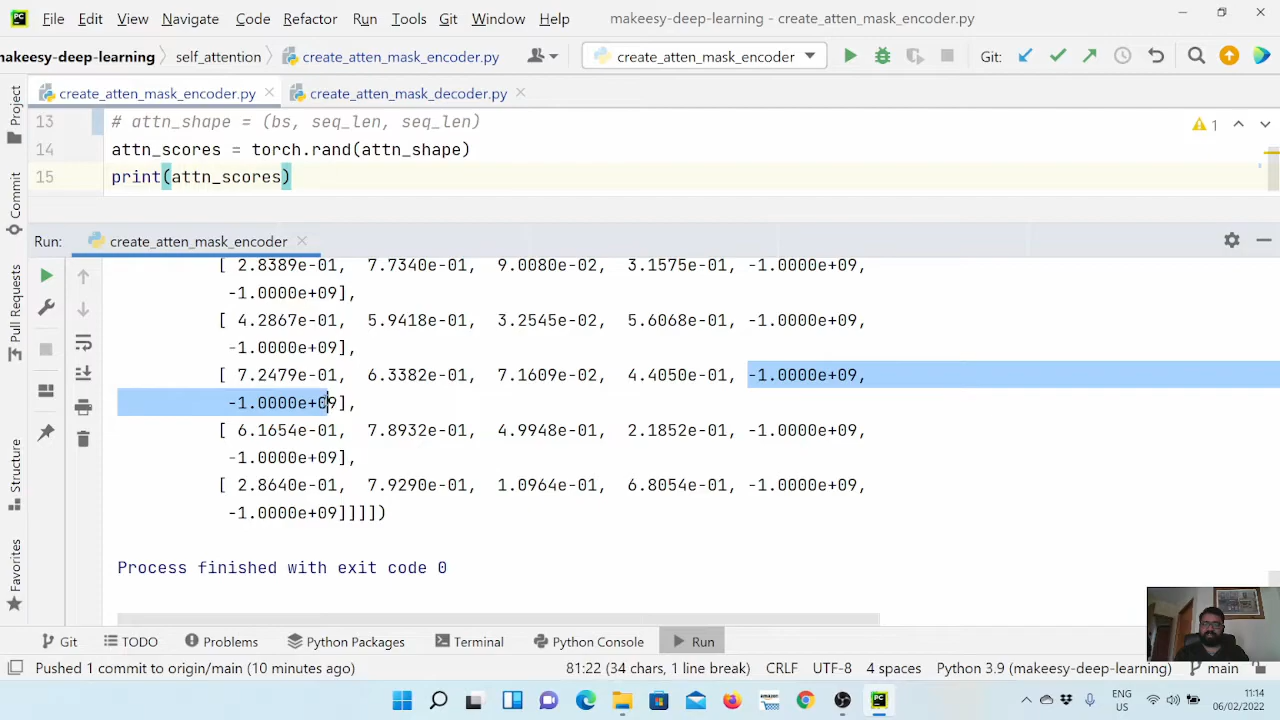 PC File Edit View Navigate Code Refactor Run Tools Git Window Help makeesy-deep-learning - create_atten_mask_encoder.py
makeesy-deep-learning self_attention create_atten_mask_encoder.py create_atten_mask_encoder Git:
create_atten_mask_encoder.py create_atten_mask_decoder.py
Project
Commit
Pull Requests
Structure
Favorites
13 # attn_shape = (bs, seq_len, seq_len)
1
14 attn_scores = torch.rand(attn_shape)
15 print(attn_scores)
Run: create_atten_mask_encoder
[ 2.8389e-01, 7.7340e-01, 9.0080e-02, 3.1575e-01, -1.0000e+09,
-1.0000e+09],
[ 4.2867e-01, 5.9418e-01, 3.2545e-02, 5.6068e-01, -1.0000e+09,
-1.0000e+09],
[ 7.2479e-01, 6.3382e-01, 7.1609e-02, 4.4050e-01, -1.0000e+09,
-1.0000e+09],
[ 6.1654e-01, 7.8932e-01, 4.9948e-01, 2.1852e-01, -1.0000e+09,
-1.0000e+09],
[ 2.8640e-01, 7.9290e-01, 1.0964e-01, 6.8054e-01, -1.0000e+09,
-1.0000e+09]]]])
Process finished with exit code 0
Git TODO Problems Python Packages Terminal Python Console Run
Pushed 1 commit to origin/main (10 minutes ago) 81:22 (34 chars, 1 line break) CRLF UTF-8 4 spaces Python 3.9 (makeesy-deep-learning) main
ENG
US
11:14
06/02/2022